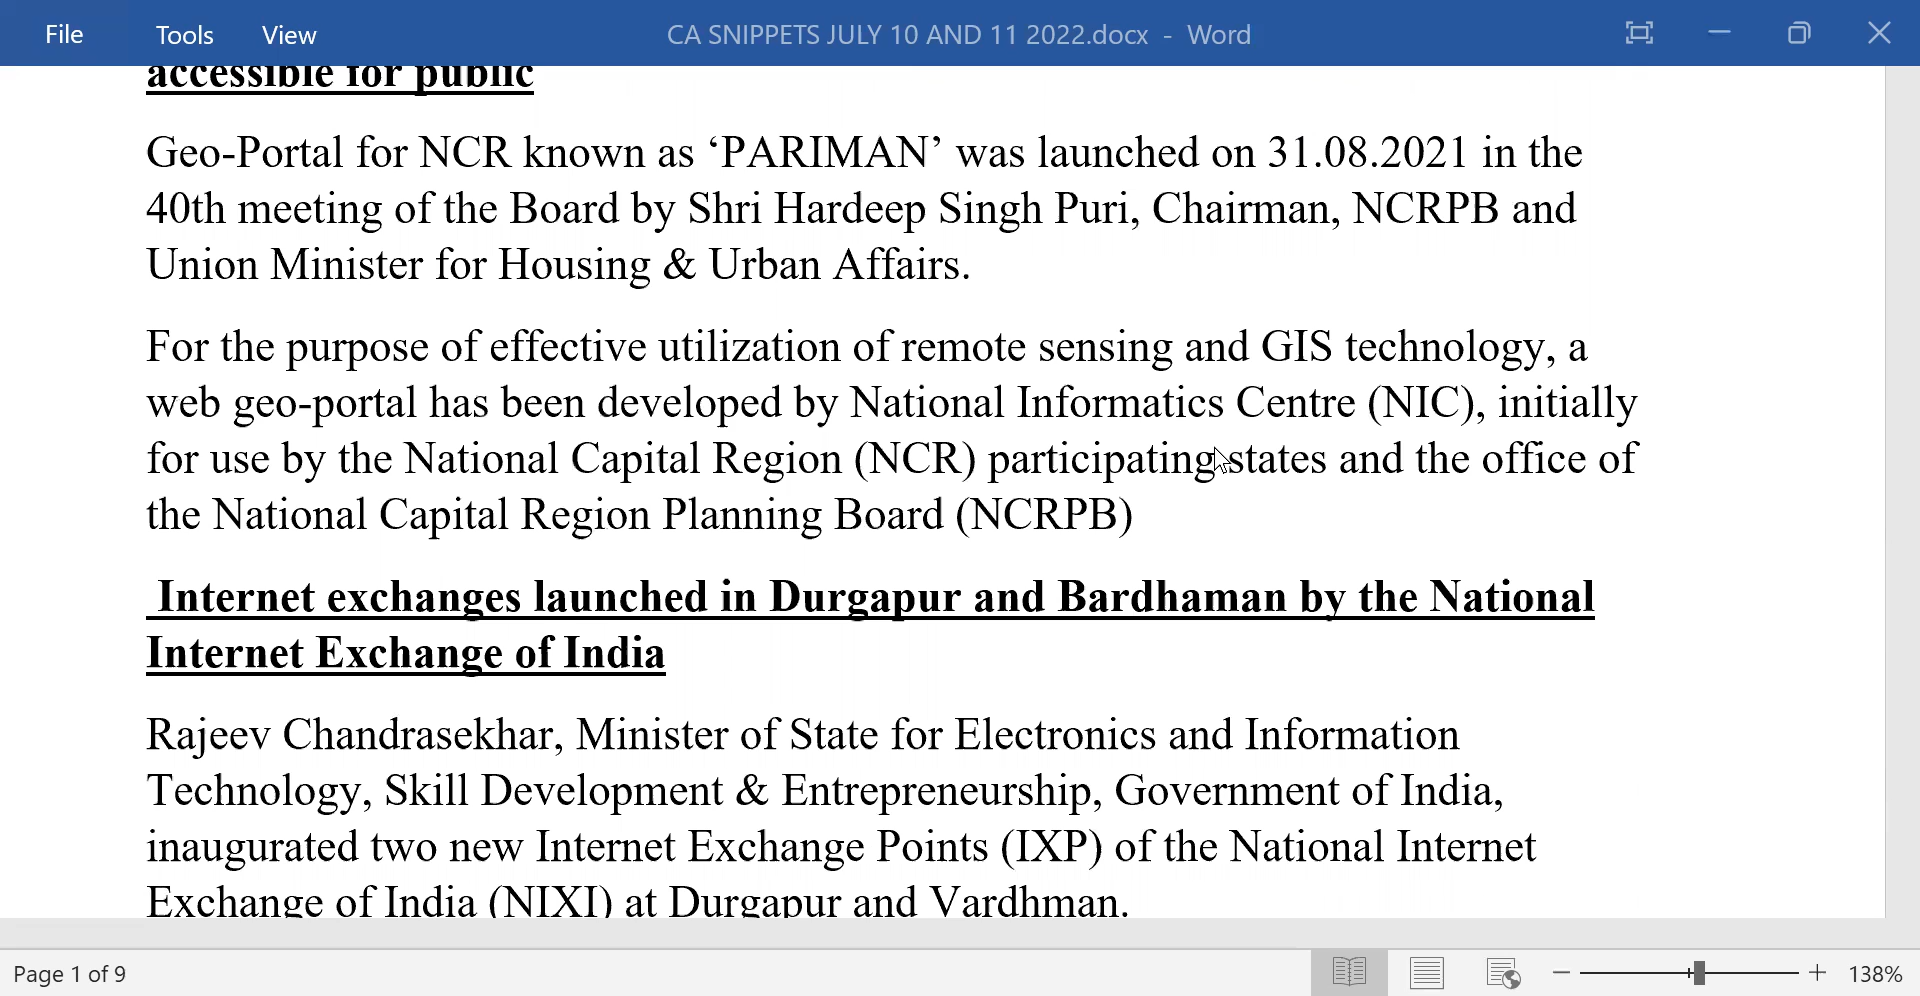 File Tools View CA SNIPPETS JULY 10 AND 11 2022.docx - Word
accessible for public
Geo-Portal for NCR known as ‘PARIMAN’ was launched on 31.08.2021 in the
40th meeting of the Board by Shri Hardeep Singh Puri, Chairman, NCRPB and
Union Minister for Housing & Urban Affairs.
For the purpose of effective utilization of remote sensing and GIS technology, a
web geo-portal has been developed by National Informatics Centre (NIC), initially
for use by the National Capital Region (NCR) participating states and the office of
the National Capital Region Planning Board (NCRPB)
Internet exchanges launched in Durgapur and Bardhaman by the National
Internet Exchange of India
Rajeev Chandrasekhar, Minister of State for Electronics and Information
Technology, Skill Development & Entrepreneurship, Government of India,
inaugurated two new Internet Exchange Points (IXP) of the National Internet
Exchange of India (NIXI) at Durgapur and Vardhman.
Page 1 of 9 138%